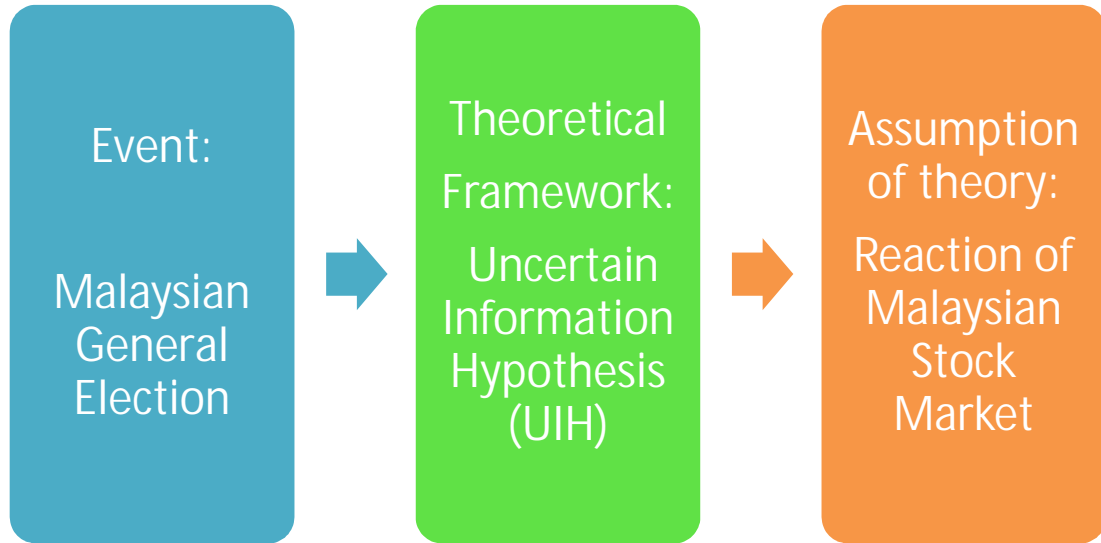 Event:
Malaysian
General
Election
Theoretical
Framework:
Uncertain
Information
Hypothesis
(UIH)
Assumption
of theory:
Reaction of
Malaysian
Stock
Market